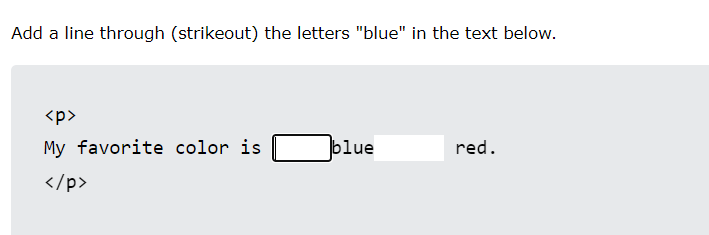 Add a line through (strikeout) the letters "blue" in the text below.
<p>
My favorite color is blue red.
</p>